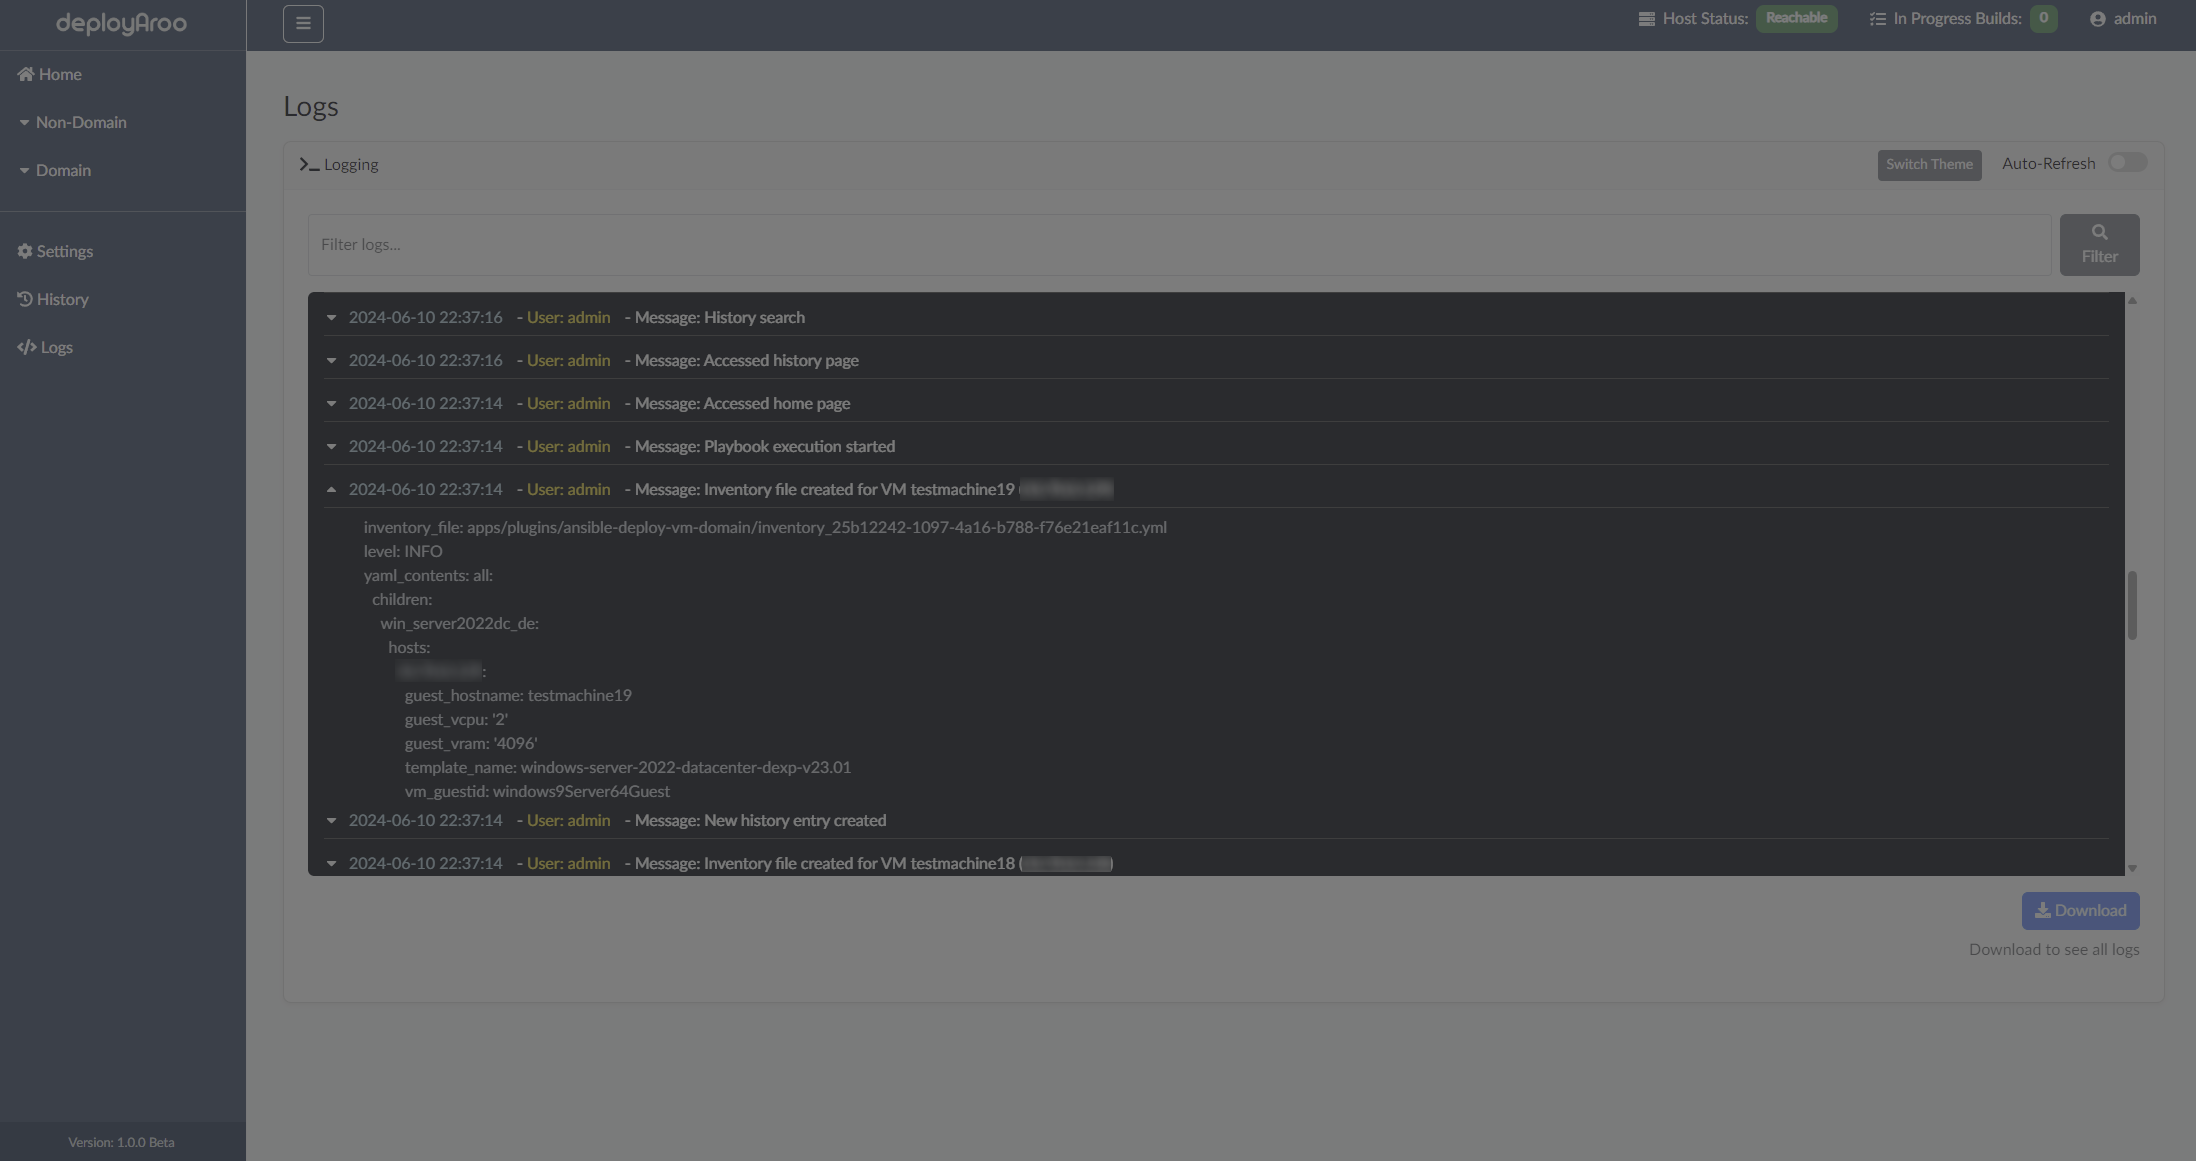 deployAroo
Host Status: Reachable
In Progress Builds: 0
admin
Home
Non-Domain
Domain
Settings
History
Logs
Logs
Logging
Switch Theme
Auto-Refresh
Filter logs...
Filter
2024-06-10 22:37:16 - User: admin - Message: History search
2024-06-10 22:37:16 - User: admin - Message: Accessed history page
2024-06-10 22:37:14 - User: admin - Message: Accessed home page
2024-06-10 22:37:14 - User: admin - Message: Playbook execution started
2024-06-10 22:37:14 - User: admin - Message: Inventory file created for VM testmachine19
inventory_file: apps/plugins/ansible-deploy-vm-domain/inventory_25b12242-1097-4a16-b788-f76e21eaf11c.yml
level: INFO
yaml_contents: all:
children:
win_server2022dc_de:
hosts:
:
guest_hostname: testmachine19
guest_vcpu: '2'
guest_vram: '4096'
template_name: windows-server-2022-datacenter-dexp-v23.01
vm_guestid: windows9Server64Guest
2024-06-10 22:37:14 - User: admin - Message: New history entry created
2024-06-10 22:37:14 - User: admin - Message: Inventory file created for VM testmachine18 ()
Download
Download to see all logs
Version: 1.0.0 Beta